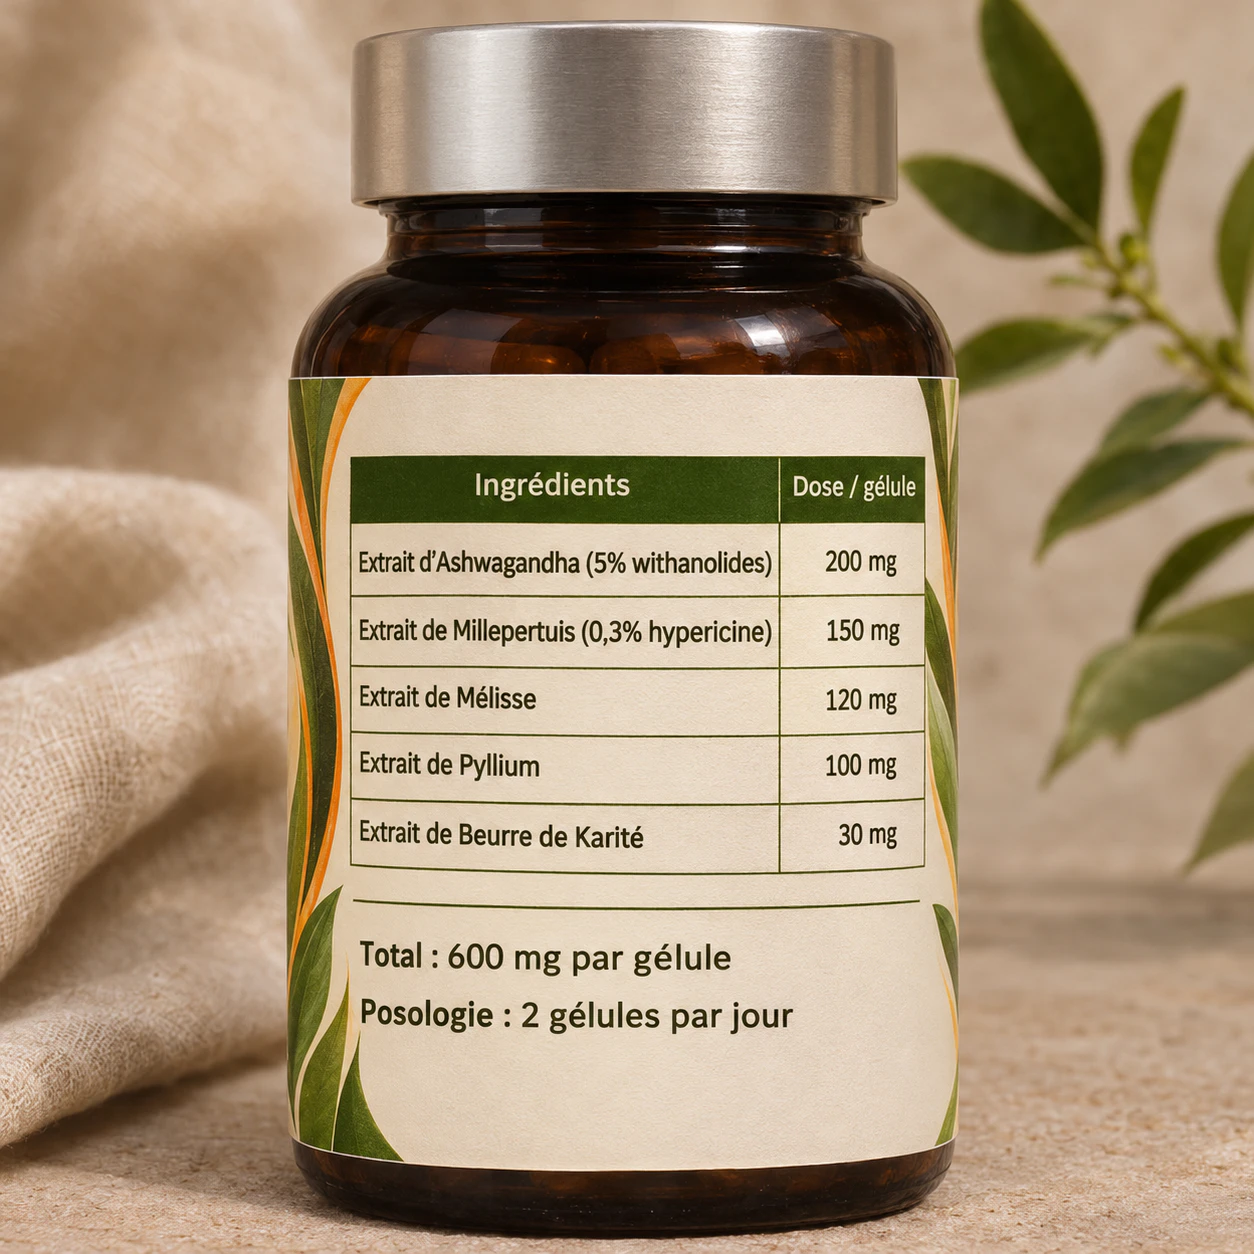 Ingrédients Dose / gélule
Extrait d’Ashwagandha (5% withanolides) 200 mg
Extrait de Millepertuis (0,3% hypericine) 150 mg
Extrait de Mélisse 120 mg
Extrait de Pyllium 100 mg
Extrait de Beurre de Karité 30 mg
Total : 600 mg par gélule
Posologie : 2 gélules par jour